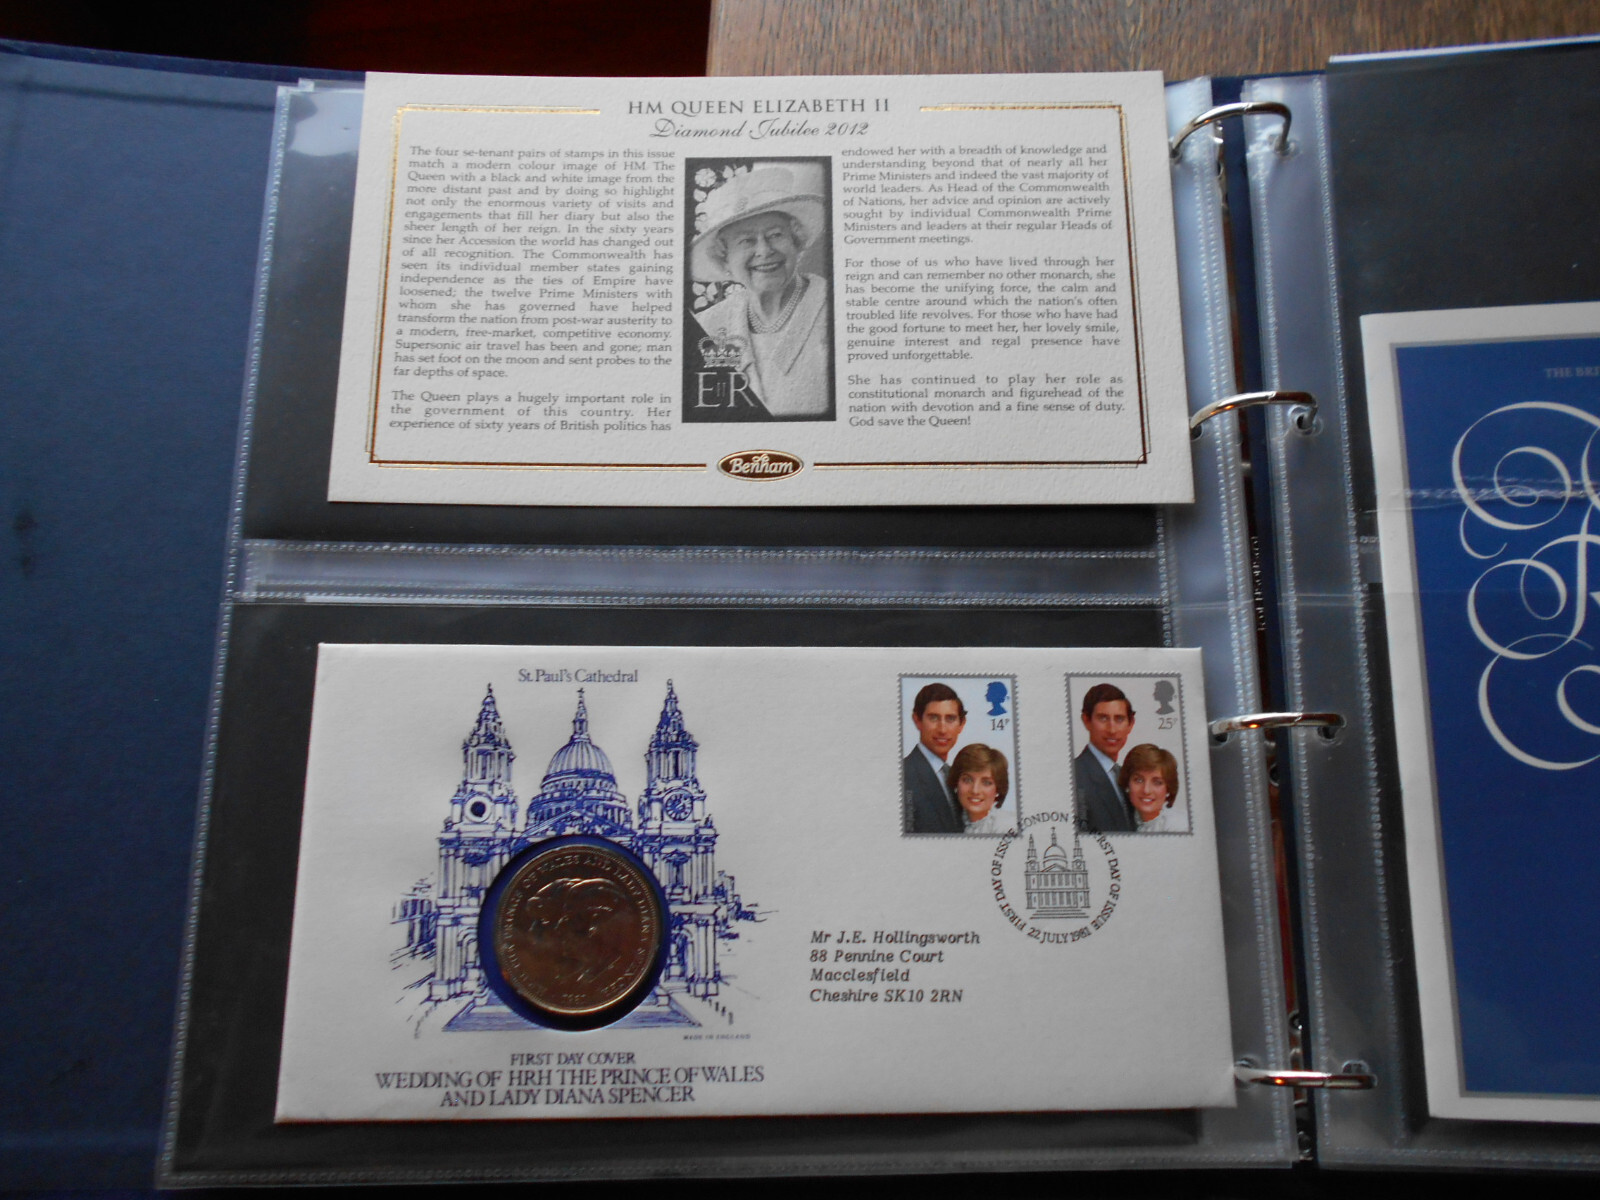 HM QUEEN ELIZABETH II
Diamond Jubilee 2012
The four se-tenant pairs of stamps in this issue
match a modern colour image of HM The
Queen with a black and white image from the
more distant past and by doing so highlight
not only the enormous variety of visits and
engagements that fill her diary but also the
sheer length of her reign. In the sixty years
since her Accession the world has changed out
of all recognition. The Commonwealth has
seen its individual member states gaining
independence as the ties of Empire have
loosened; the twelve Prime Ministers with
whom she has governed have helped
transform the nation from post-war austerity to
a modern, free-market, competitive economy.
Supersonic air travel has been and gone; man
has set foot on the moon and sent probes to the
far depths of space.
The Queen plays a hugely important role in
the government of this country. Her
experience of sixty years of British politics has
endowed her with a breadth of knowledge and
understanding beyond that of nearly all her
Prime Ministers and indeed the vast majority of
world leaders. As Head of the Commonwealth
of Nations, her advice and opinion are actively
sought by individual Commonwealth Prime
Ministers and leaders at their regular Heads of
Government meetings.
For those of us who have lived through her
reign and can remember no other monarch, she
has become the unifying force, the calm and
stable centre around which the nation's often
troubled life revolves. For those who have had
the good fortune to meet her, her lovely smile,
genuine interest and regal presence have
proved unforgettable.
She has continued to play her role as
constitutional monarch and figurehead of the
nation with devotion and a fine sense of duty.
God save the Queen!
EIIR
Benham
THE BRI
St. Paul's Cathedral
14P
25P
FIRST DAY OF ISSUE LONDON EC FIRST DAY OF ISSUE
22 JULY 1981
PRINCE OF WALES AND LADY DIANA SPENCER
1981
Mr J.E. Hollingsworth
88 Pennine Court
Macclesfield
Cheshire SK10 2RN
MADE IN ENGLAND
FIRST DAY COVER
WEDDING OF HRH THE PRINCE OF WALES
AND LADY DIANA SPENCER